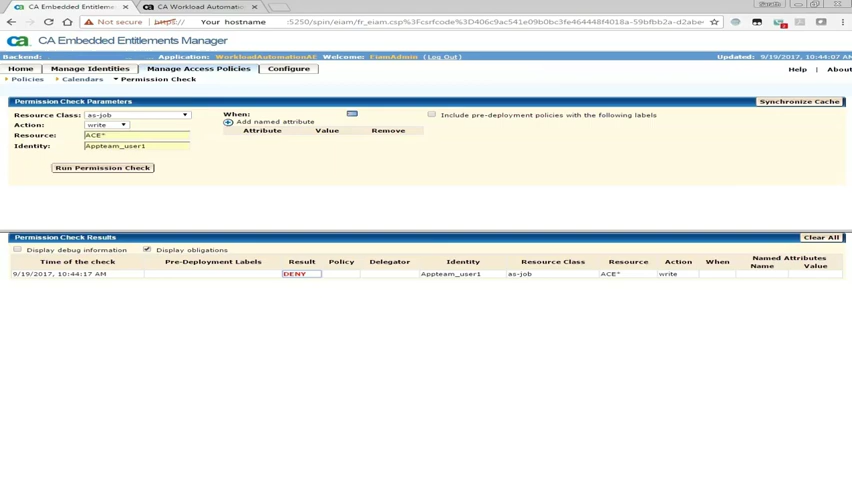 CA Embedded Entitleme
CA Workload Automation
Not secure
https://
Your hostname
:5250/spin/eiam/fr_eiam.csp
CA Embedded Entitlements Manager
Backend: Application: WorkloadAutomationAE Welcome: EiamAdmin (Log Out) Updated: 9/19/2017, 10:44:07 AM
Home Manage Identities Manage Access Policies Configure Help | About
Policies Calendars Permission Check
Permission Check Parameters Synchronize Cache
Resource Class: as-job When: Include pre-deployment policies with the following labels
Action: write Add named attribute
Attribute Value Remove
Resource: ACE*
Identity: Appteam_user1
Run Permission Check
Permission Check Results Clear All
Display debug information Display obligations
Time of the check Pre-Deployment Labels Result Policy Delegator Identity Resource Class Resource Action When Named Attributes
Name Value
9/19/2017, 10:44:17 AM DENY Appteam_user1 as-job ACE* write